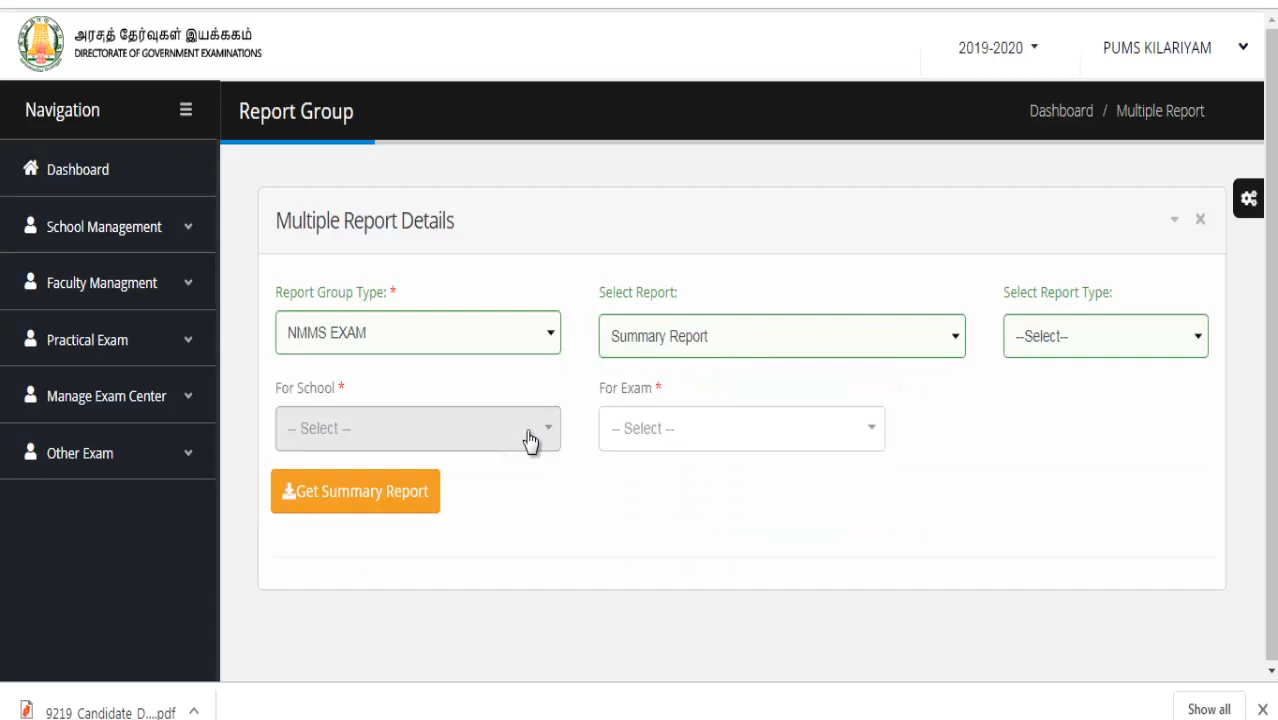 அரசுத் தேர்வுகள் இயக்ககம்
DIRECTORATE OF GOVERNMENT EXAMINATIONS
2019-2020
PUMS KILARIYAM
Navigation
Report Group
Dashboard / Multiple Report
Dashboard
School Management
Faculty Managment
Practical Exam
Manage Exam Center
Other Exam
Multiple Report Details
Report Group Type: *
Select Report:
Select Report Type:
NMMS EXAM
Summary Report
--Select--
For School *
For Exam *
-- Select --
-- Select --
Get Summary Report
9219_Candidate_D....pdf
Show all